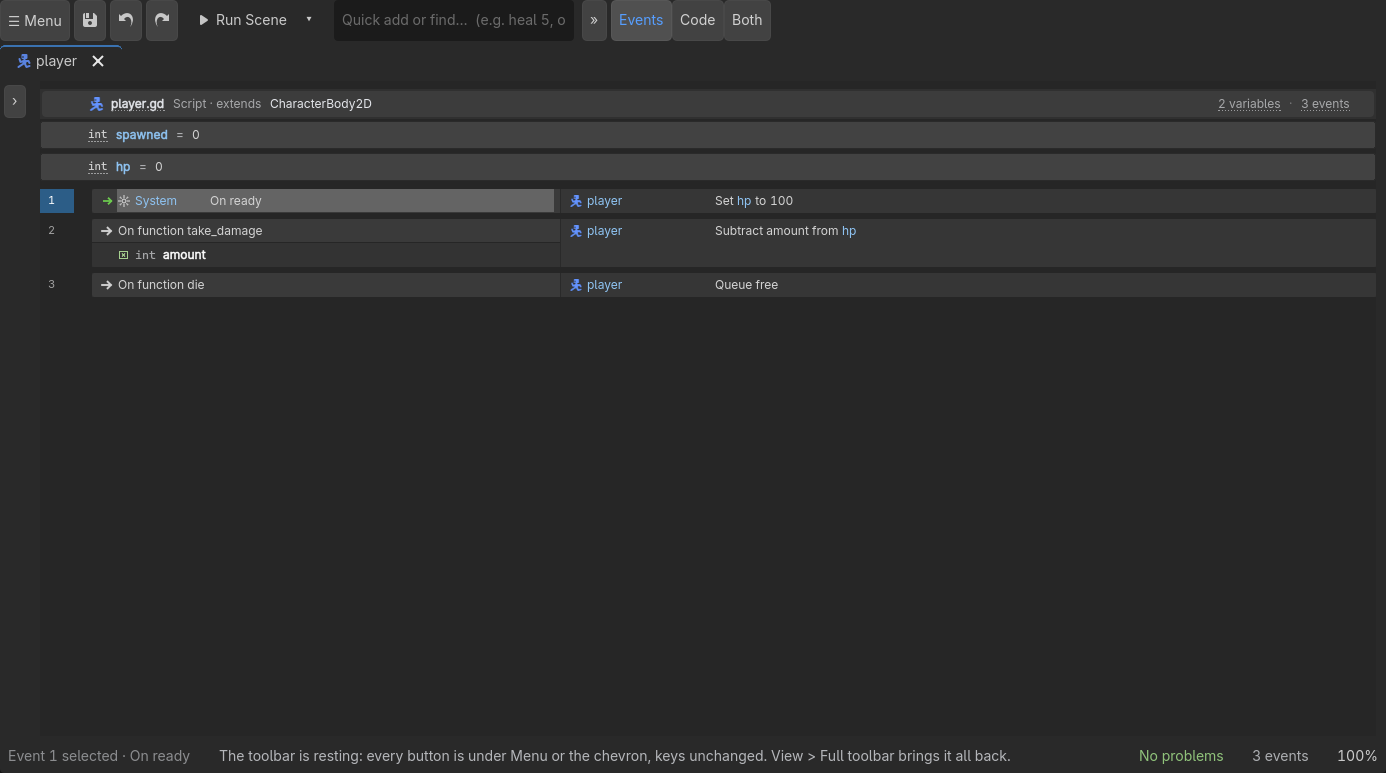 ☰ Menu Run Scene ▾ Quick add or find... (e.g. heal 5, o » Events Code Both
player ✕
›
player.gd Script · extends CharacterBody2D 2 variables · 3 events
int spawned = 0
int hp = 0
1 → System On ready player Set hp to 100
2 → On function take_damage player Subtract amount from hp
int amount
3 → On function die player Queue free
Event 1 selected · On ready The toolbar is resting: every button is under Menu or the chevron, keys unchanged. View > Full toolbar brings it all back. No problems 3 events 100%